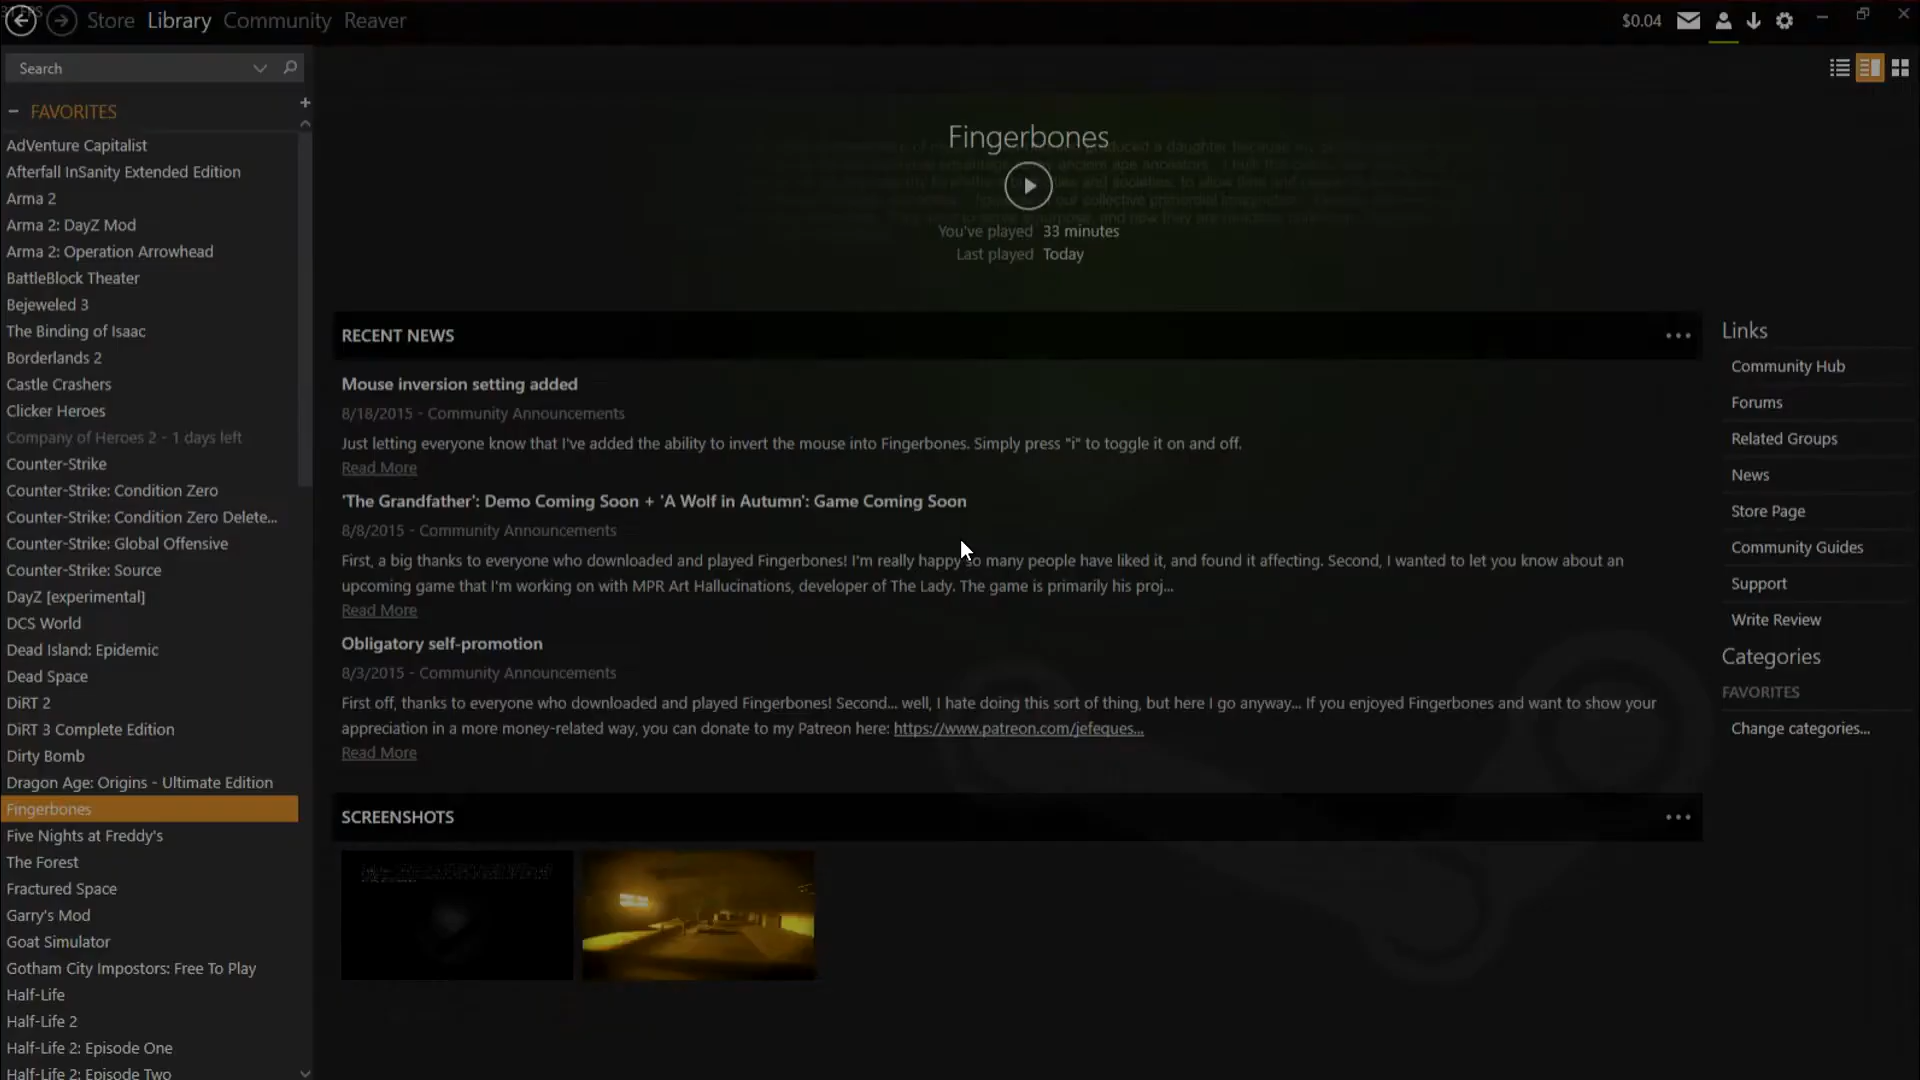 Store Library Community Reaver
$0.04
Search
FAVORITES
AdVenture Capitalist
Afterfall InSanity Extended Edition
Arma 2
Arma 2: DayZ Mod
Arma 2: Operation Arrowhead
BattleBlock Theater
Bejeweled 3
The Binding of Isaac
Borderlands 2
Castle Crashers
Clicker Heroes
Company of Heroes 2 - 1 days left
Counter-Strike
Counter-Strike: Condition Zero
Counter-Strike: Condition Zero Delete...
Counter-Strike: Global Offensive
Counter-Strike: Source
DayZ [experimental]
DCS World
Dead Island: Epidemic
Dead Space
DiRT 2
DiRT 3 Complete Edition
Dirty Bomb
Dragon Age: Origins - Ultimate Edition
Fingerbones
Five Nights at Freddy's
The Forest
Fractured Space
Garry's Mod
Goat Simulator
Gotham City Impostors: Free To Play
Half-Life
Half-Life 2
Half-Life 2: Episode One
Half-Life 2: Episode Two
Fingerbones
You've played 33 minutes
Last played Today
RECENT NEWS
Mouse inversion setting added
8/18/2015 - Community Announcements
Just letting everyone know that I've added the ability to invert the mouse into Fingerbones. Simply press "i" to toggle it on and off.
Read More
'The Grandfather': Demo Coming Soon + 'A Wolf in Autumn': Game Coming Soon
8/8/2015 - Community Announcements
First, a big thanks to everyone who downloaded and played Fingerbones! I'm really happy so many people have liked it, and found it affecting. Second, I wanted to let you know about an
upcoming game that I'm working on with MPR Art Hallucinations, developer of The Lady. The game is primarily his proj...
Read More
Obligatory self-promotion
8/3/2015 - Community Announcements
First off, thanks to everyone who downloaded and played Fingerbones! Second... well, I hate doing this sort of thing, but here I go anyway... If you enjoyed Fingerbones and want to show your
appreciation in a more money-related way, you can donate to my Patreon here: https://www.patreon.com/jefeques...
Read More
SCREENSHOTS
Links
Community Hub
Forums
Related Groups
News
Store Page
Community Guides
Support
Write Review
Categories
FAVORITES
Change categories...